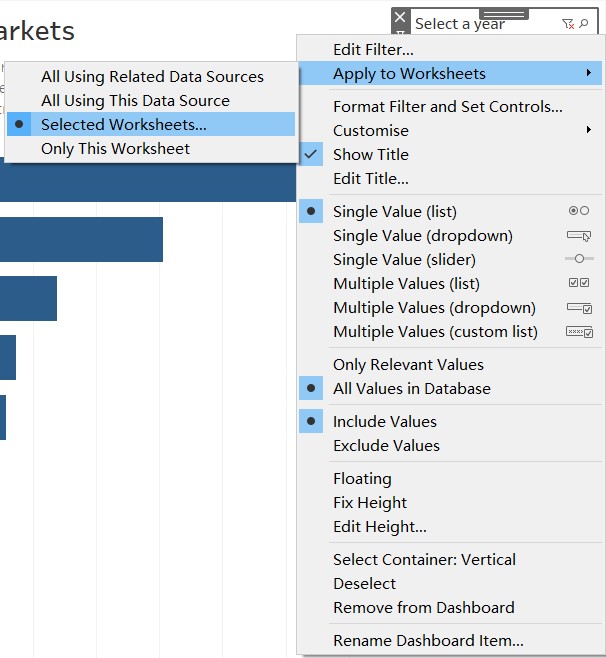 arkets
Select a year
Edit Filter...
Apply to Worksheets
All Using Related Data Sources
All Using This Data Source
Selected Worksheets...
Only This Worksheet
Format Filter and Set Controls...
Customise
Show Title
Edit Title...
Single Value (list)
Single Value (dropdown)
Single Value (slider)
Multiple Values (list)
Multiple Values (dropdown)
Multiple Values (custom list)
Only Relevant Values
All Values in Database
Include Values
Exclude Values
Floating
Fix Height
Edit Height...
Select Container: Vertical
Deselect
Remove from Dashboard
Rename Dashboard Item...